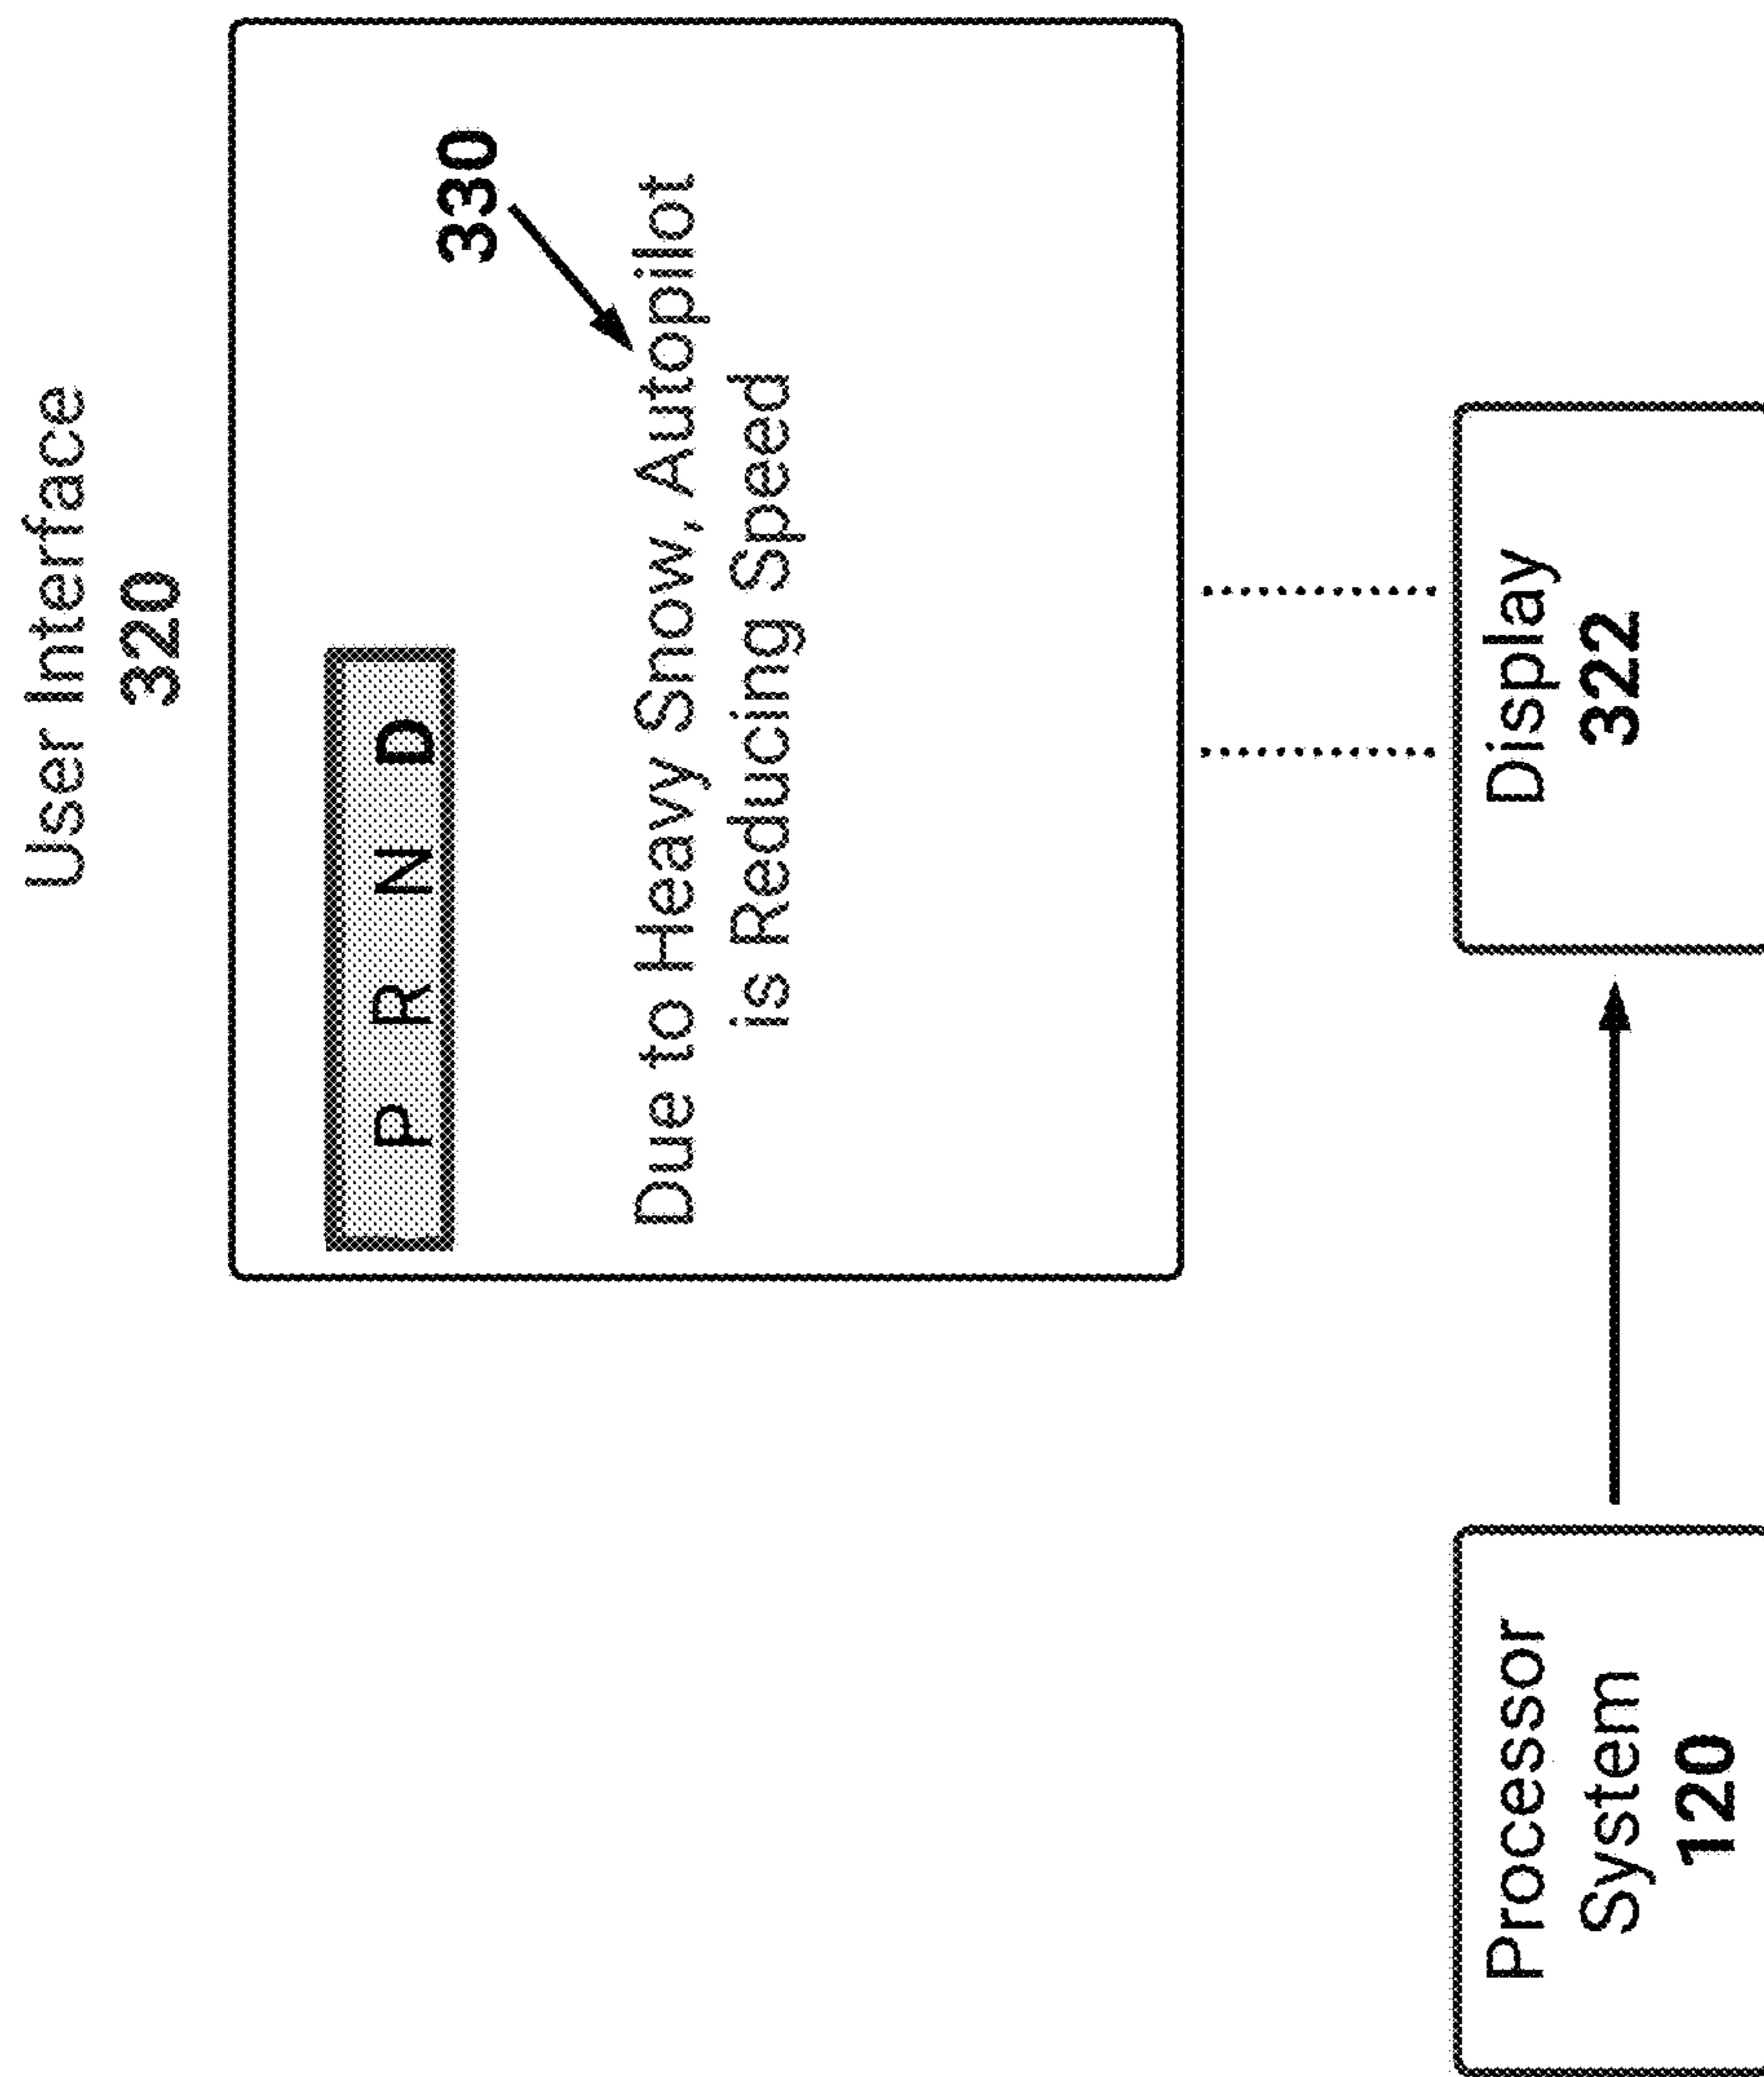 User Interface
320
P R N D
330
Due to Heavy Snow, Autopilot
is Reducing Speed
Processor
System
120
Display
322